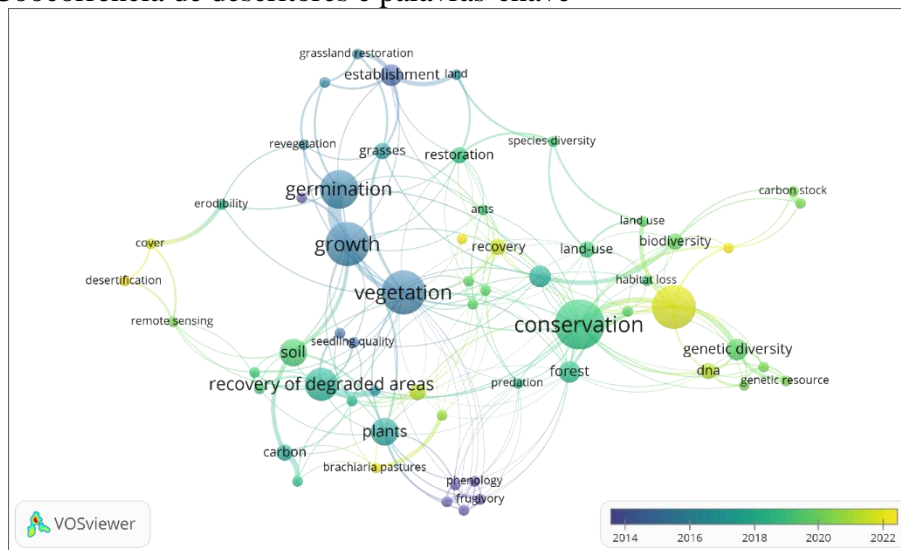 Coocorrência de descritores e palavras-chave
grassland restoration
establishment
land
revegetation
grasses
restoration
species diversity
germination
carbon stock
erodibility
ants
land use
cover
growth
recovery
land-use
biodiversity
desertification
habitat loss
vegetation
remote sensing
conservation
seedling quality
soil
genetic diversity
recovery of degraded areas
predation
forest
dna
genetic resource
plants
carbon
brachiaria pastures
phenology
frugivory
VOSviewer
2014 2016 2018 2020 2022